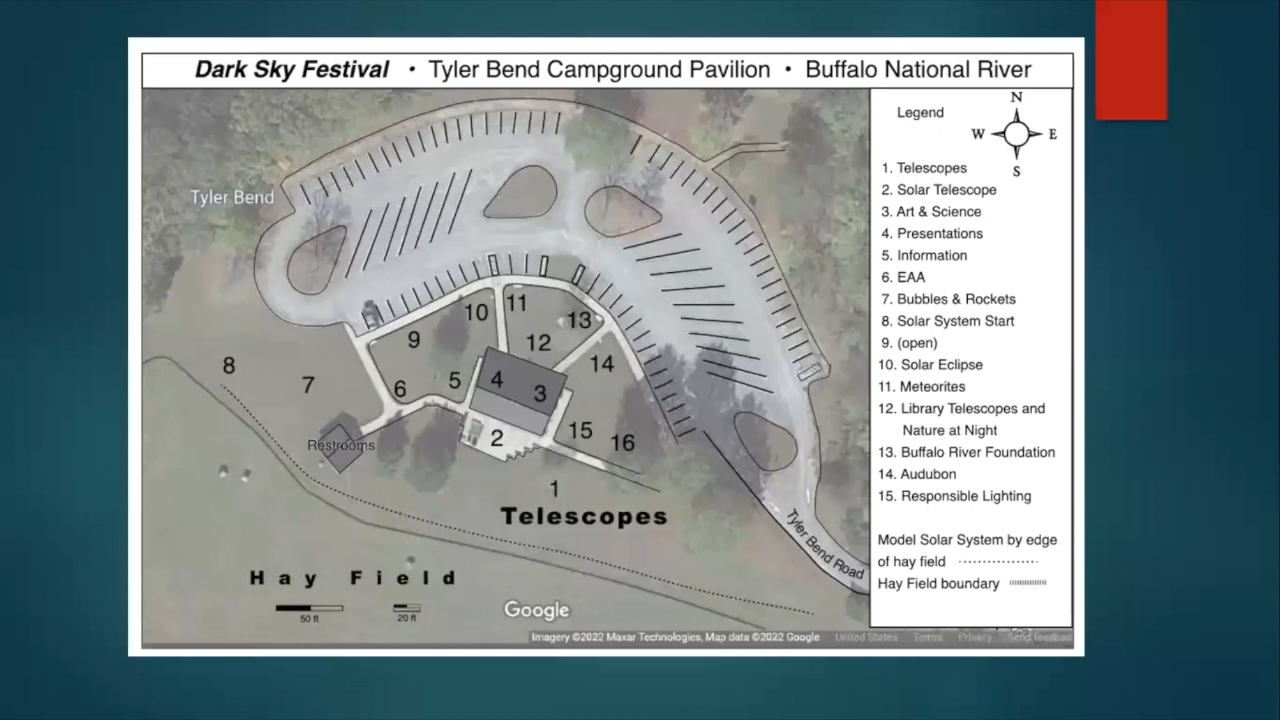 Dark Sky Festival • Tyler Bend Campground Pavilion • Buffalo National River
Legend
N
W E
S
1. Telescopes
2. Solar Telescope
3. Art & Science
4. Presentations
5. Information
6. EAA
7. Bubbles & Rockets
8. Solar System Start
9. (open)
10. Solar Eclipse
11. Meteorites
12. Library Telescopes and
Nature at Night
13. Buffalo River Foundation
14. Audubon
15. Responsible Lighting
Model Solar System by edge
of hay field
Hay Field boundary
Tyler Bend
11
10
13
9
12
14
8
7
6
5
4
3
2
15
16
Restrooms
1
Telescopes
Tyler Bend Road
Hay Field
50 ft
20 ft
Google
Imagery ©2022 Maxar Technologies, Map data ©2022 Google United States Terms Privacy Send feedback